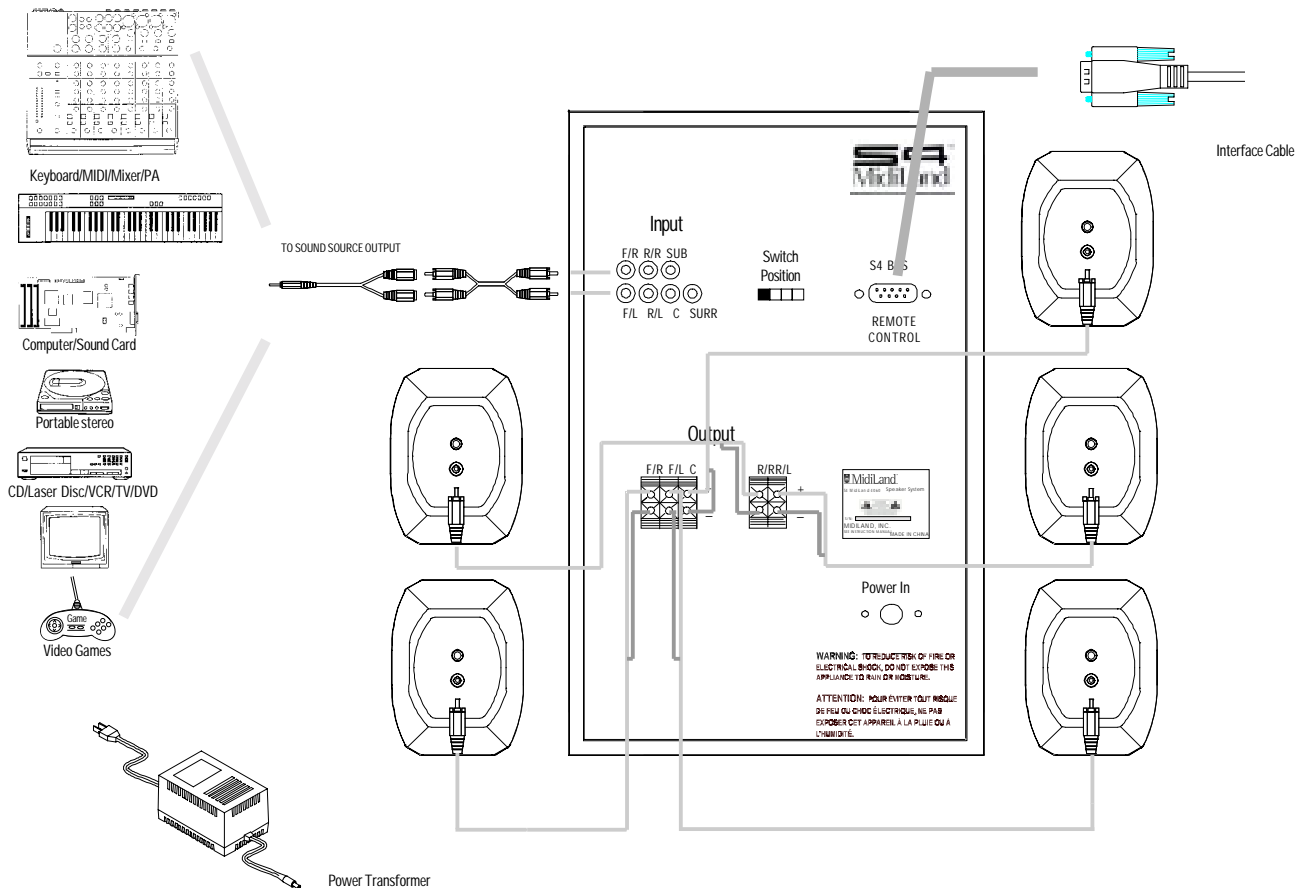 Keyboard/MIDI/Mixer/PA
Computer/Sound Card
Portable stereo
CD/Laser Disc/VCR/TV/DVD
Game
Video Games
Power Transformer
TO SOUND SOURCE OUTPUT
Interface Cable
S4
MidiLand
Input
F/R R/R SUB
F/L R/L C SURR
Switch
Position
S4 B S
REMOTE
CONTROL
Output
F/R F/L C
–
R/RR/L
+
–
MidiLand
Speaker System
MIDILAND, INC.
SEE INSTRUCTION MANUAL
MADE IN CHINA
Power In
WARNING: TO REDUCE RISK OF FIRE OR
ELECTRICAL SHOCK, DO NOT EXPOSE THIS
APPLIANCE TO RAIN OR MOISTURE.
ATTENTION: POUR ÉVITER TOUT RISQUE
DE FEU OU CHOC ÉLECTRIQUE, NE PAS
EXPOSER CET APPAREIL À LA PLUIE OU À
L'HUMIDITÉ.